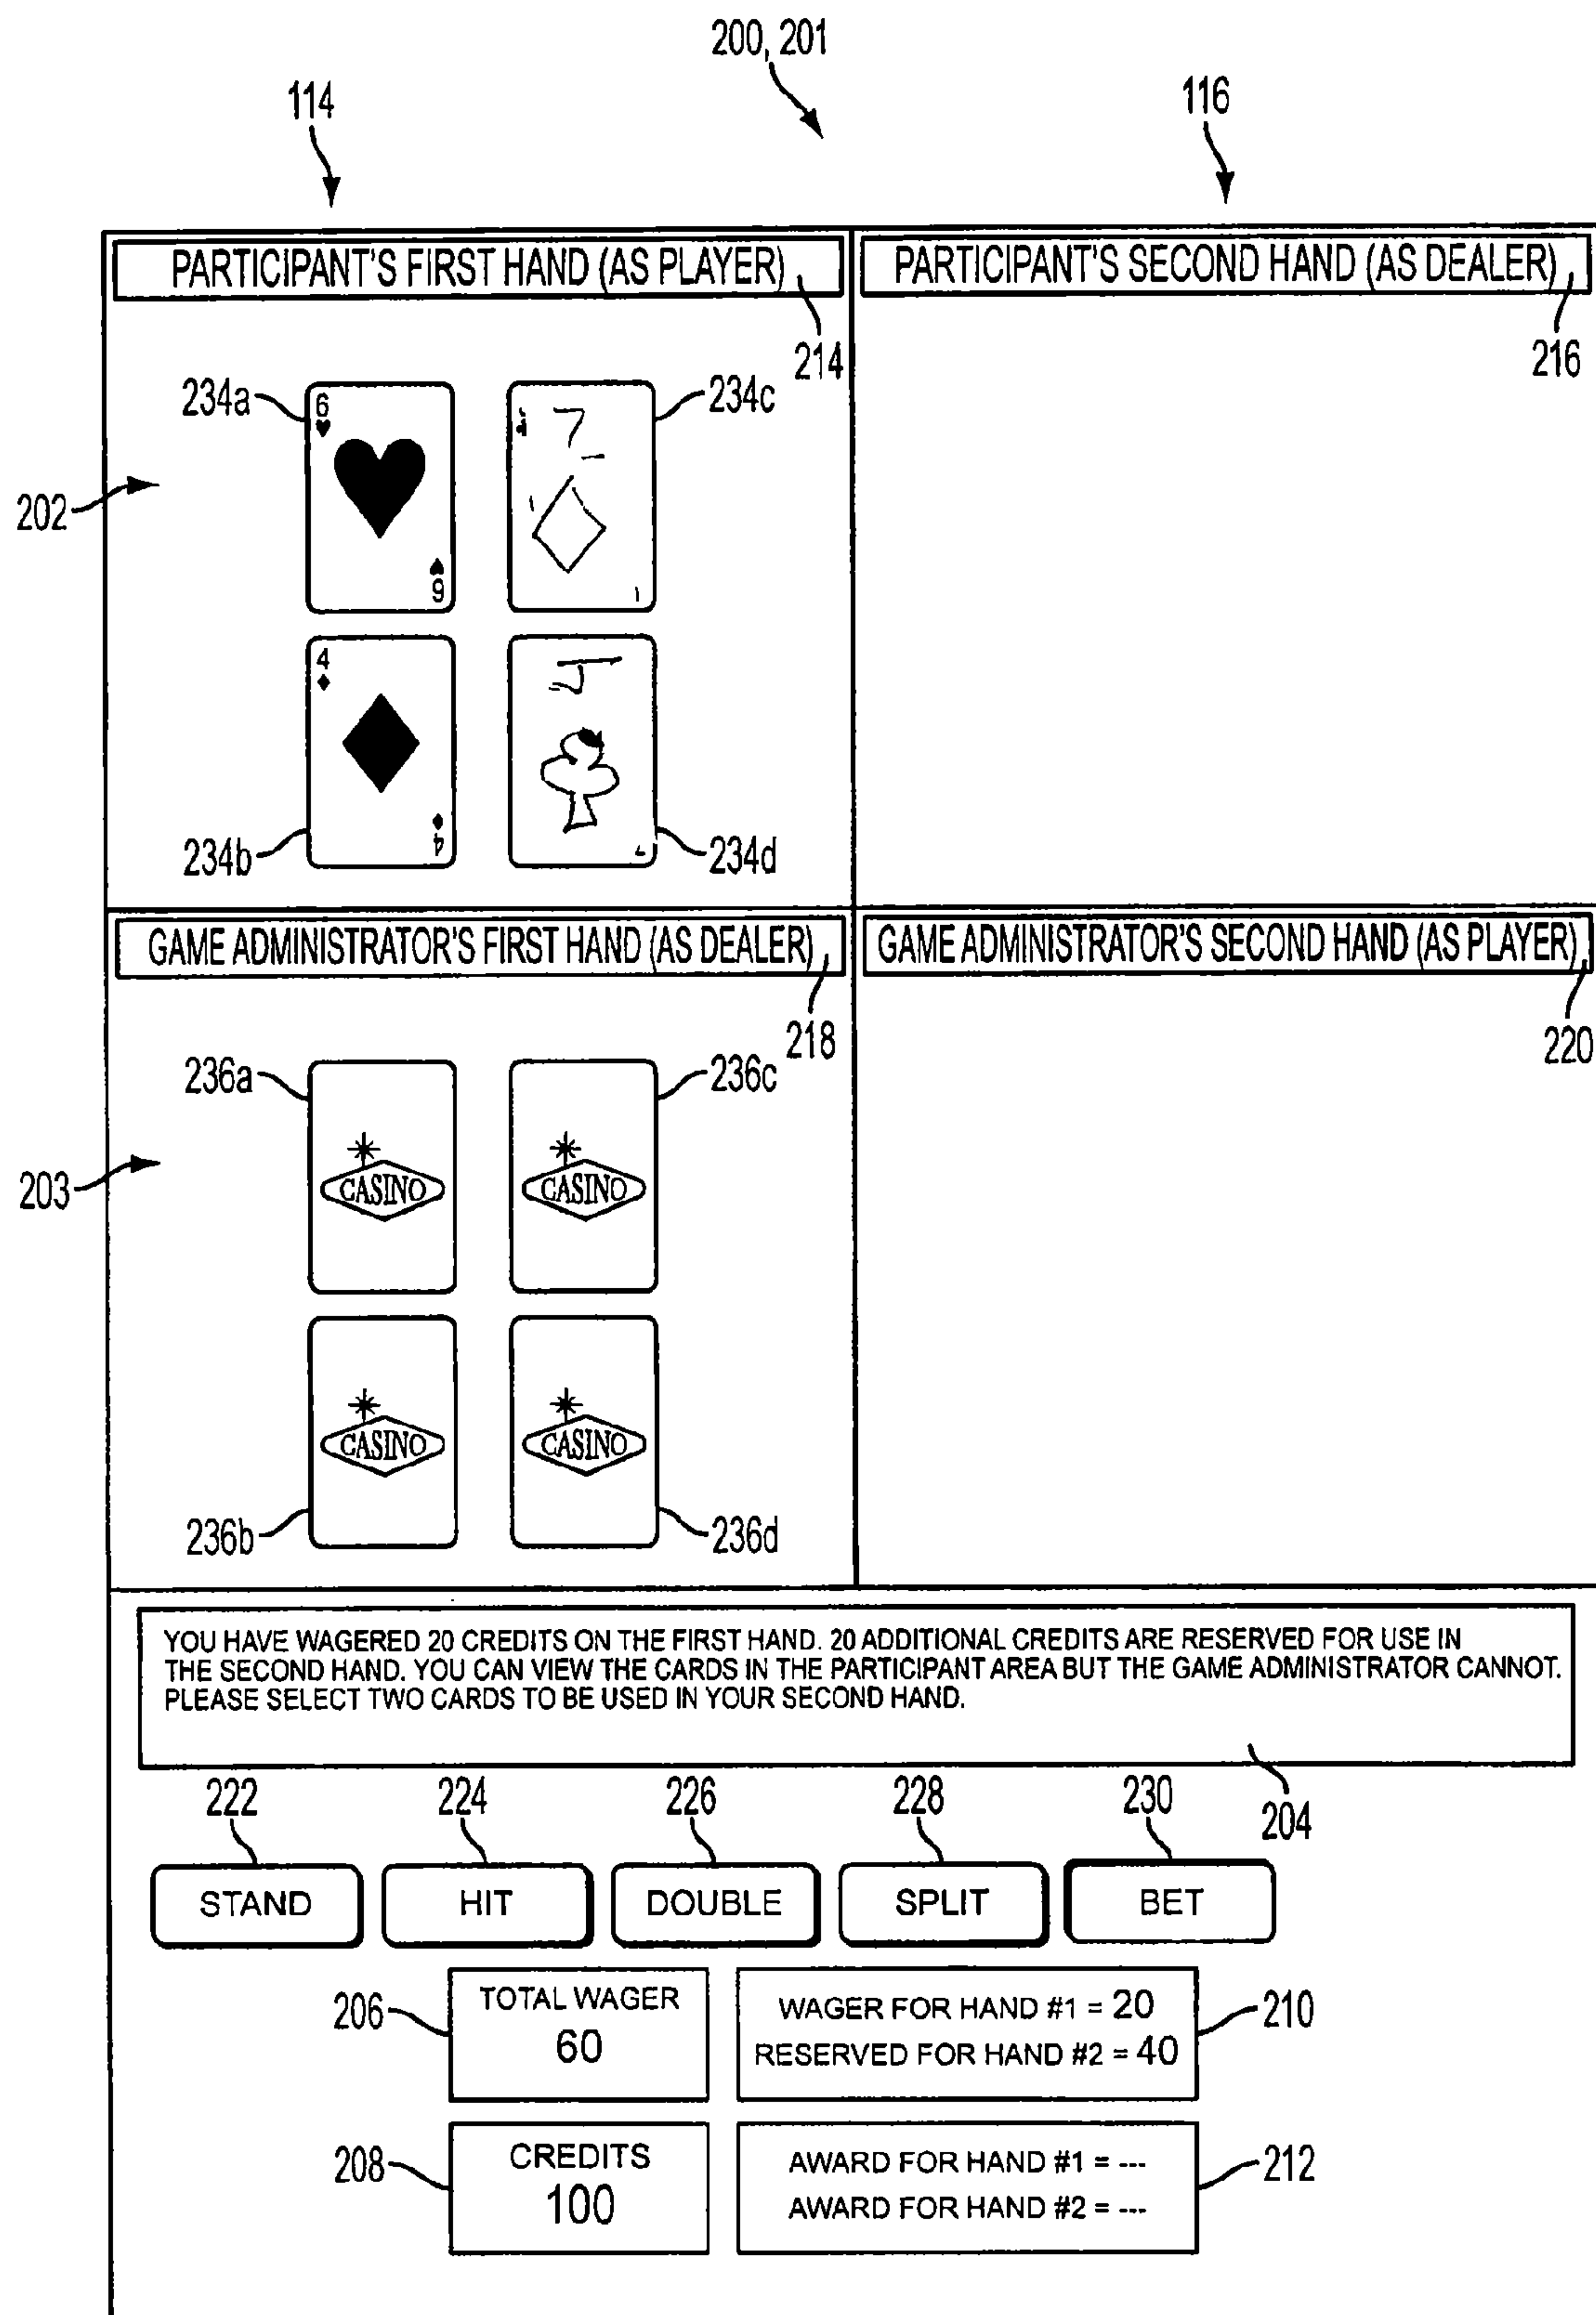 200, 201
114
116
PARTICIPANT'S FIRST HAND (AS PLAYER)
PARTICIPANT'S SECOND HAND (AS DEALER)
214
216
234a
6
7
234c
202
6
4
J
4
234b
234d
GAME ADMINISTRATOR'S FIRST HAND (AS DEALER)
GAME ADMINISTRATOR'S SECOND HAND (AS PLAYER)
218
220
236a
236c
203
CASINO
CASINO
CASINO
CASINO
236b
236d
YOU HAVE WAGERED 20 CREDITS ON THE FIRST HAND. 20 ADDITIONAL CREDITS ARE RESERVED FOR USE IN
THE SECOND HAND. YOU CAN VIEW THE CARDS IN THE PARTICIPANT AREA BUT THE GAME ADMINISTRATOR CANNOT.
PLEASE SELECT TWO CARDS TO BE USED IN YOUR SECOND HAND.
204
222
224
226
228
230
STAND
HIT
DOUBLE
SPLIT
BET
206
TOTAL WAGER
60
WAGER FOR HAND #1 = 20
RESERVED FOR HAND #2 = 40
210
208
CREDITS
100
AWARD FOR HAND #1 = ---
AWARD FOR HAND #2 = ---
212